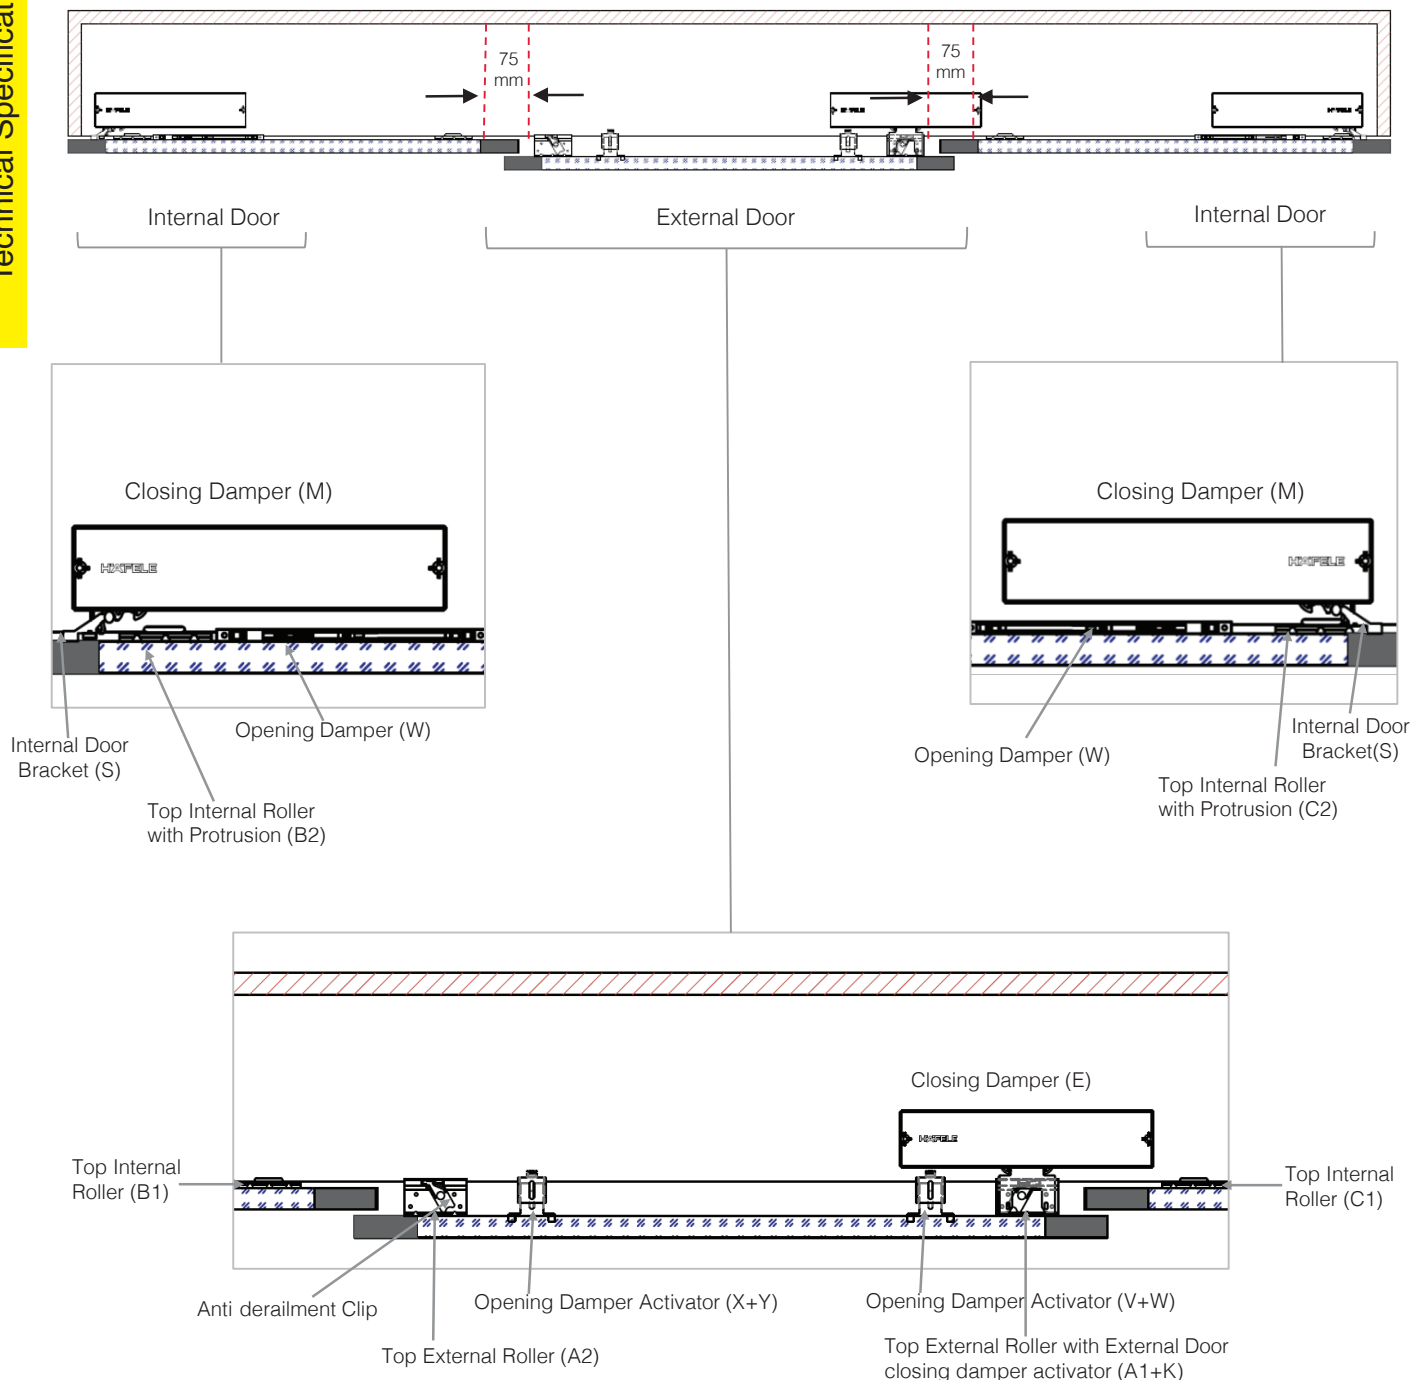 Technical Specificat
75
mm
75
mm
Internal Door
External Door
Internal Door
Closing Damper (M)
HÄFELE
Closing Damper (M)
HÄFELE
Opening Damper (W)
Internal Door
Bracket (S)
Top Internal Roller
with Protrusion (B2)
Opening Damper (W)
Internal Door
Bracket(S)
Top Internal Roller
with Protrusion (C2)
Closing Damper (E)
HÄFELE
Top Internal
Roller (B1)
Top Internal
Roller (C1)
Anti derailment Clip
Opening Damper Activator (X+Y)
Opening Damper Activator (V+W)
Top External Roller (A2)
Top External Roller with External Door
closing damper activator (A1+K)